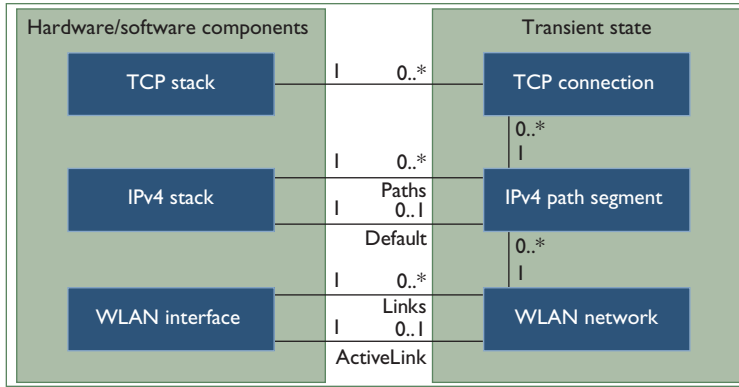 Hardware/software components
Transient state
TCP stack
1 0..*
TCP connection
0..*
1
IPv4 stack
1 0..*
Paths
1 0..1
Default
IPv4 path segment
0..*
1
WLAN interface
1 0..*
Links
1 0..1
ActiveLink
WLAN network